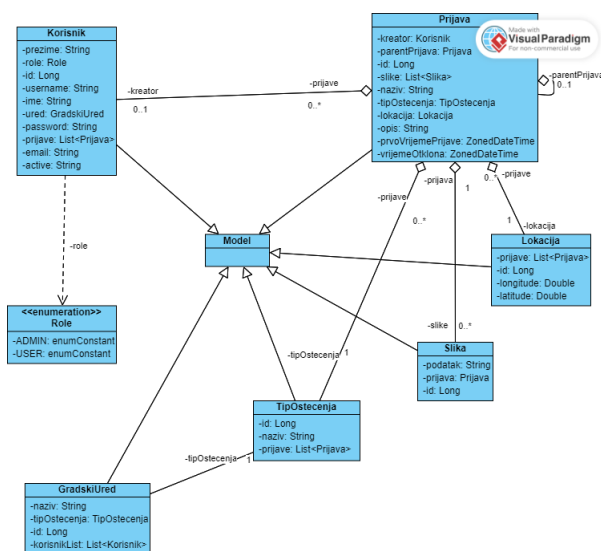 Korisnik
-prezime: String
-role: Role
-id: Long
-username: String
-ime: String
-ured: GradskiUred
-password: String
-prijave: List<Prijava>
-email: String
-active: String
Prijava
-kreator: Korisnik
-parentPrijava: Prijava
-id: Long
-slike: List<Slika>
-naziv: String
-tipOstecenja: TipOstecenja
-lokacija: Lokacija
-opis: String
-prvoVrijemePrijave: ZonedDateTime
-vrijemeOtklona: ZonedDateTime
Made with
Visual Paradigm
For non-commercial use
-parentPrijava
0..1
-kreator
0..1
-prijave
0..*
-prijave
0..*
-prijava
1
0..*
-prijave
1
-lokacija
-role
Model
Lokacija
-prijave: List<Prijava>
-id: Long
-longitude: Double
-latitude: Double
<<enumeration>>
Role
-ADMIN: enumConstant
-USER: enumConstant
-slike
0..*
-tipOstecenja
1
Slika
-podatak: String
-prijava: Prijava
-id: Long
TipOstecenja
-id: Long
-naziv: String
-prijave: List<Prijava>
-tipOstecenja
1
GradskiUred
-naziv: String
-tipOstecenja: TipOstecenja
-id: Long
-korisnikList: List<Korisnik>